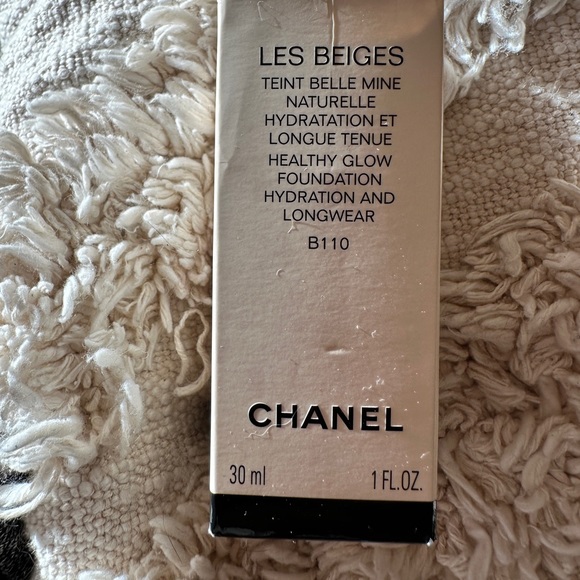 LES BEIGES
TEINT BELLE MINE
NATURELLE
HYDRATATION ET
LONGUE TENUE
HEALTHY GLOW
FOUNDATION
HYDRATION AND
LONGWEAR
B110
CHANEL
30 ml 1 FL.OZ.